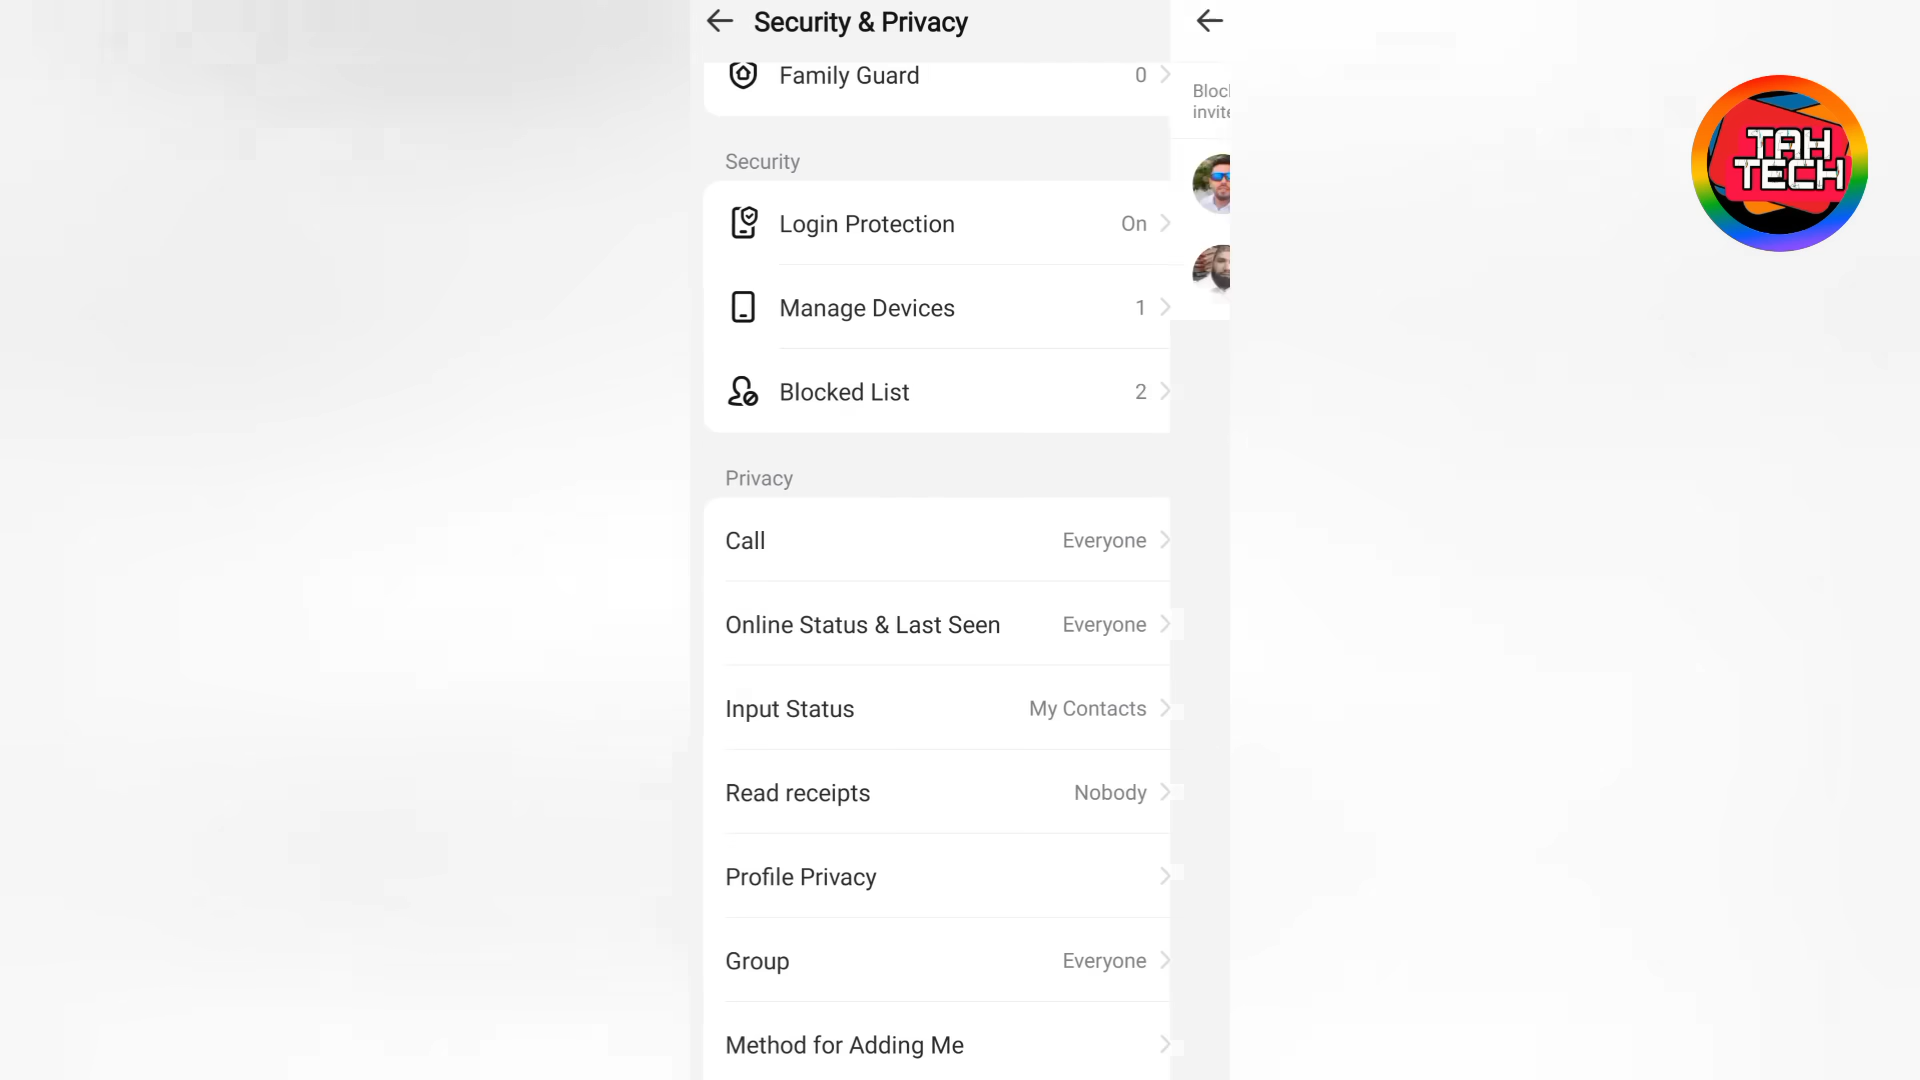 Security & Privacy
Family Guard 0
Bloc
invite
Security
Login Protection On
Manage Devices 1
Blocked List 2
Privacy
Call Everyone
Online Status & Last Seen Everyone
Input Status My Contacts
Read receipts Nobody
Profile Privacy
Group Everyone
Method for Adding Me
TAH
TECH